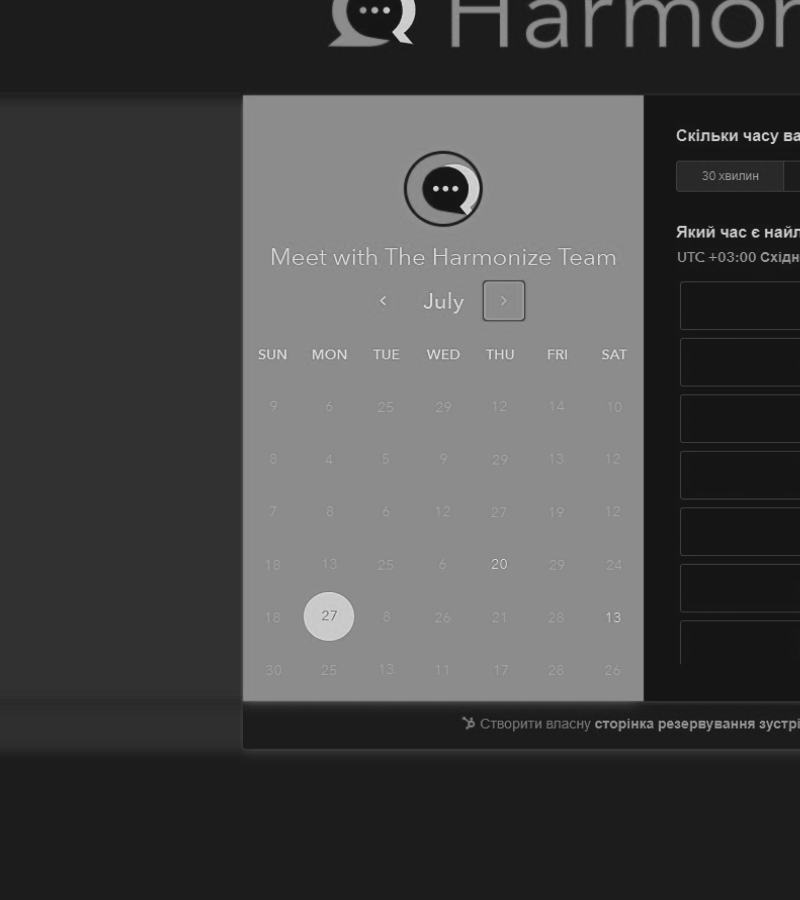 Harmon
Meet with The Harmonize Team
July
SUN MON TUE WED THU FRI SAT
9 6 25 29 12 14 10
8 4 5 9 29 13 12
7 8 6 12 27 19 12
18 13 25 6 20 29 24
18 27 8 26 21 28 13
30 25 13 11 17 28 26
Скільки часу ва
30 хвилин
Який час є найл
UTC +03:00 Східн
Створити власну сторінка резервування зустрі